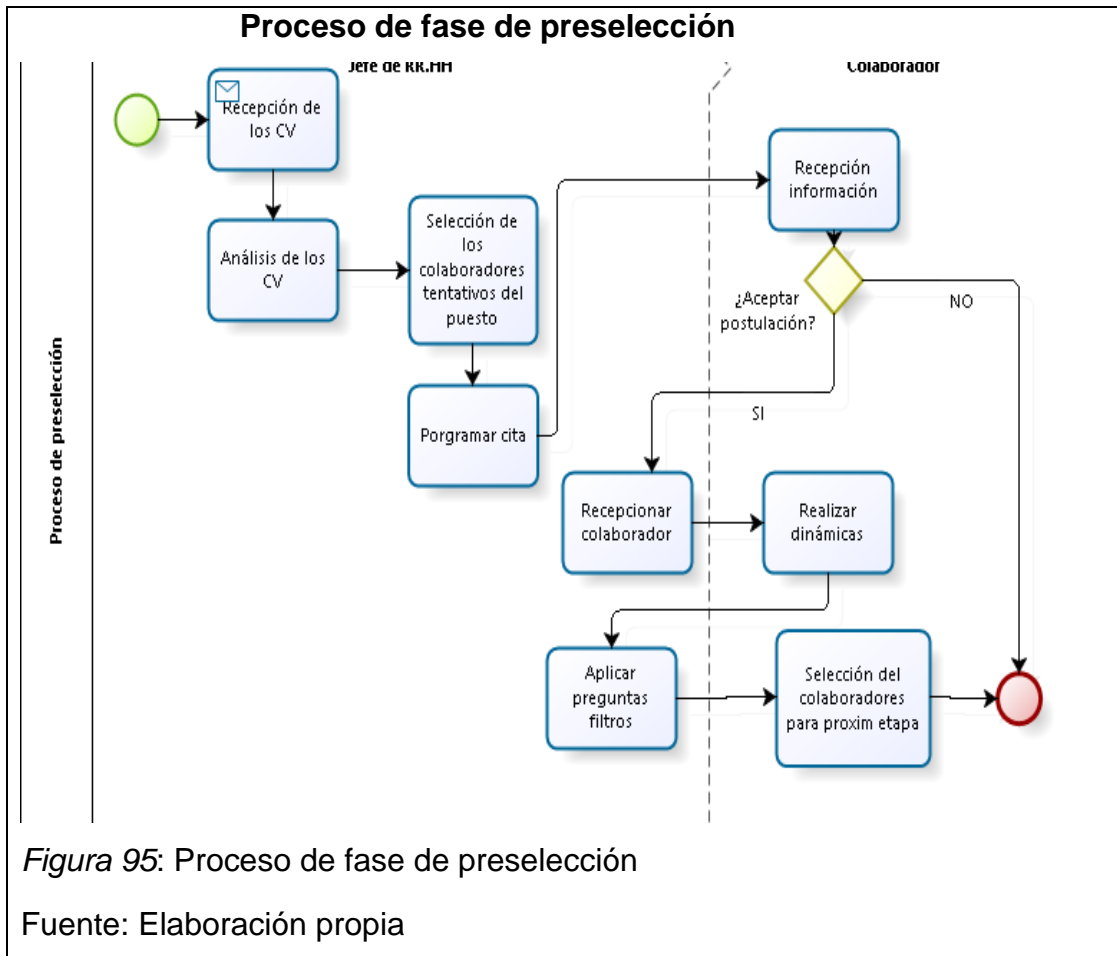 Proceso de fase de preselección
Jefe de RR.HH
Colaborador
Proceso de preselección
Recepción de
los CV
Análisis de los
CV
Selección de
los
colaboradores
tentativos del
puesto
Porgramar cita
Recepción
información
¿Aceptar
postulación?
NO
SI
Recepcionar
colaborador
Realizar
dinámicas
Aplicar
preguntas
filtros
Selección del
colaboradores
para proxim etapa
Figura 95: Proceso de fase de preselección
Fuente: Elaboración propia